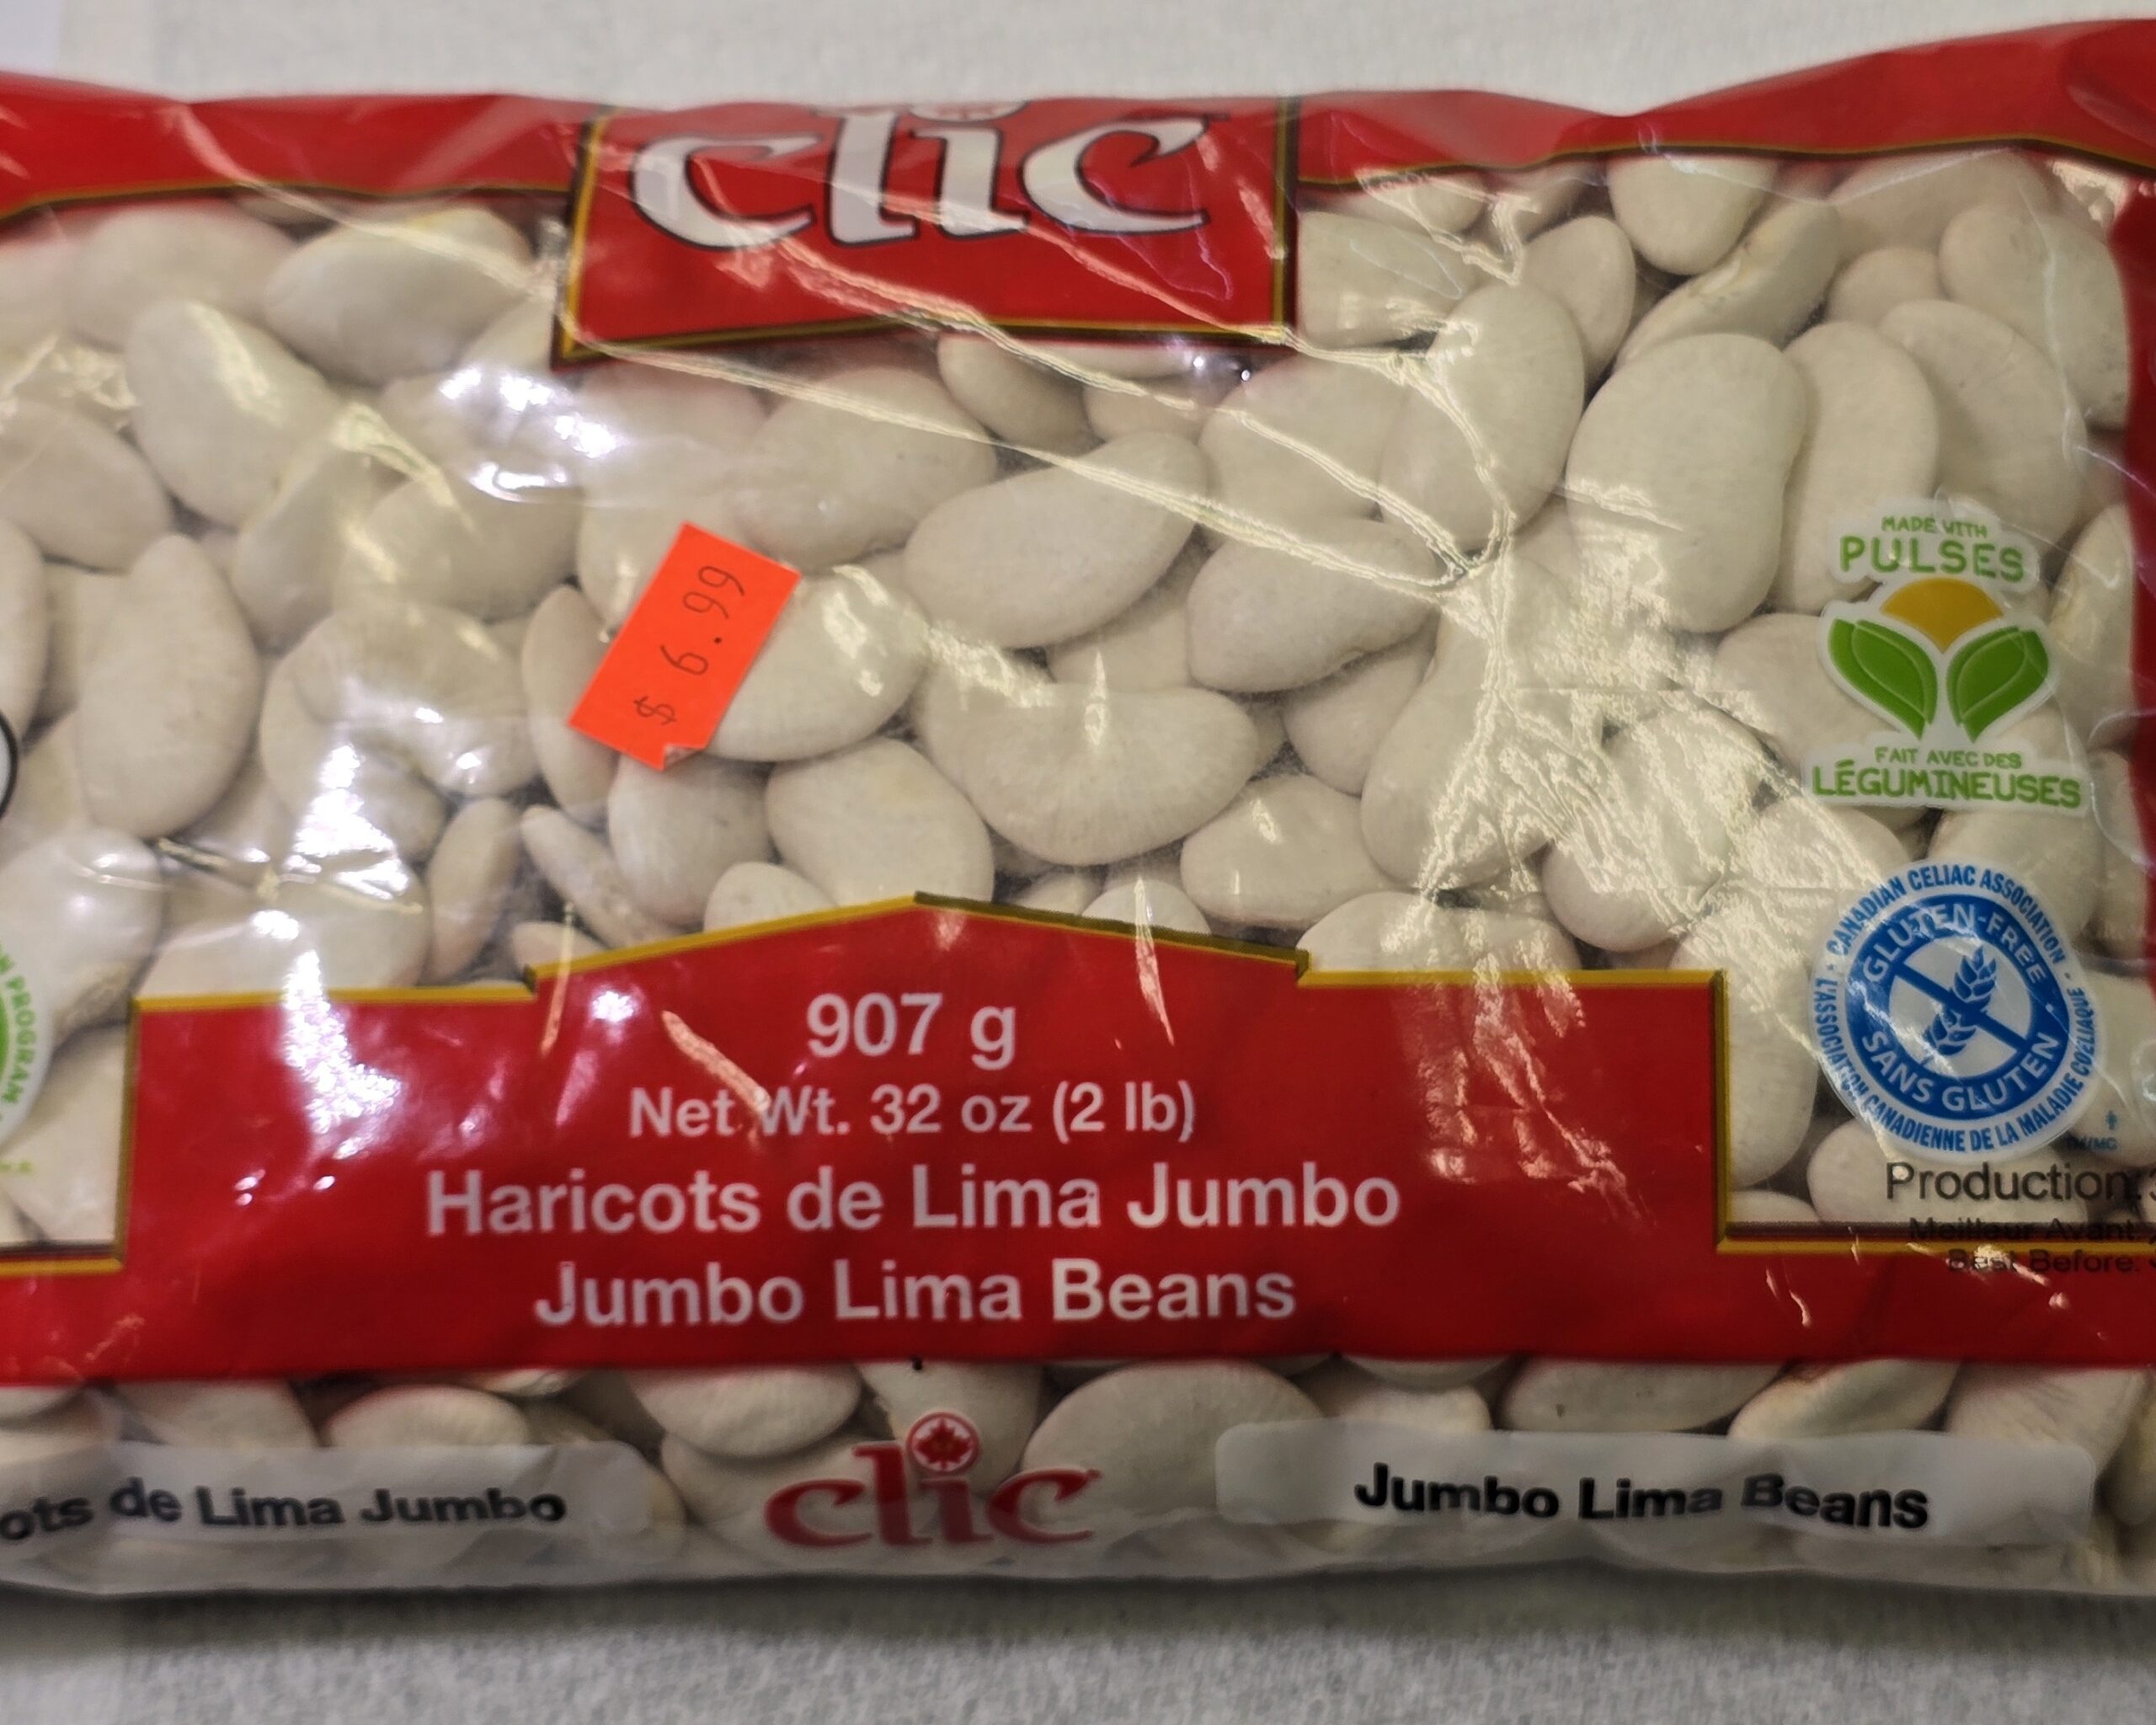 clic
$ 6.99
MADE WITH
PULSES
FAIT AVEC DES
LÉGUMINEUSES
CANADIAN CELIAC ASSOCIATION
GLUTEN-FREE
SANS GLUTEN
L'ASSOCIATION CANADIENNE DE LA MALADIE COELIAQUE
907 g
Net Wt. 32 oz (2 lb)
Haricots de Lima Jumbo
Jumbo Lima Beans
Production:
Meilleur Avant:
Best Before:
PROGRAM
ots de Lima Jumbo
clic
Jumbo Lima Beans